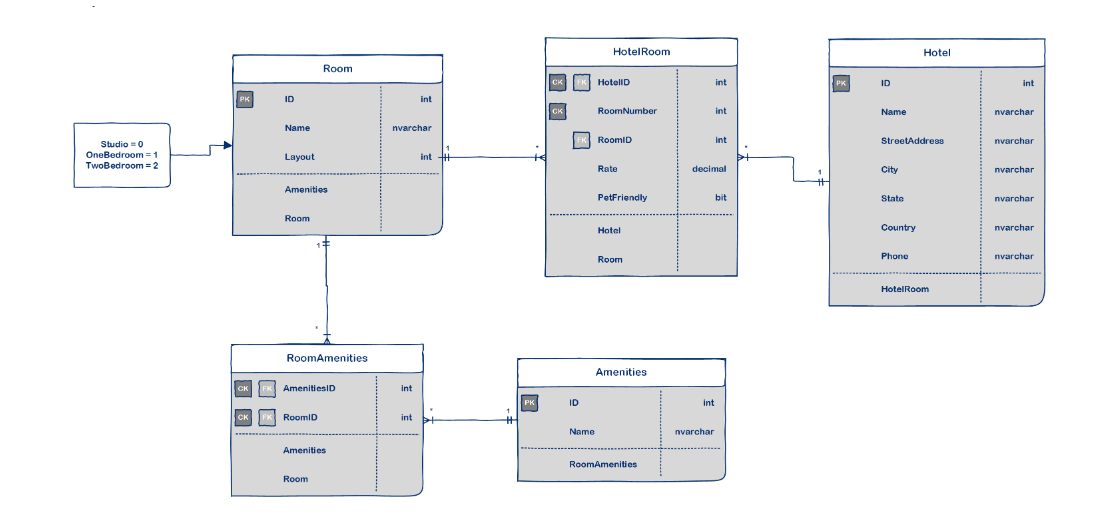 Studio = 0
OneBedroom = 1
TwoBedroom = 2
Room
PK ID int
Name nvarchar
Layout int
Amenities
Room
1
*
HotelRoom
CK FK HotelID int
CK RoomNumber int
FK RoomID int
Rate decimal
PetFriendly bit
Hotel
Room
*
1
Hotel
PK ID int
Name nvarchar
StreetAddress nvarchar
City nvarchar
State nvarchar
Country nvarchar
Phone nvarchar
HotelRoom
1
*
RoomAmenities
CK FK AmenitiesID int
CK FK RoomID int
Amenities
Room
*
1
Amenities
PK ID int
Name nvarchar
RoomAmenities